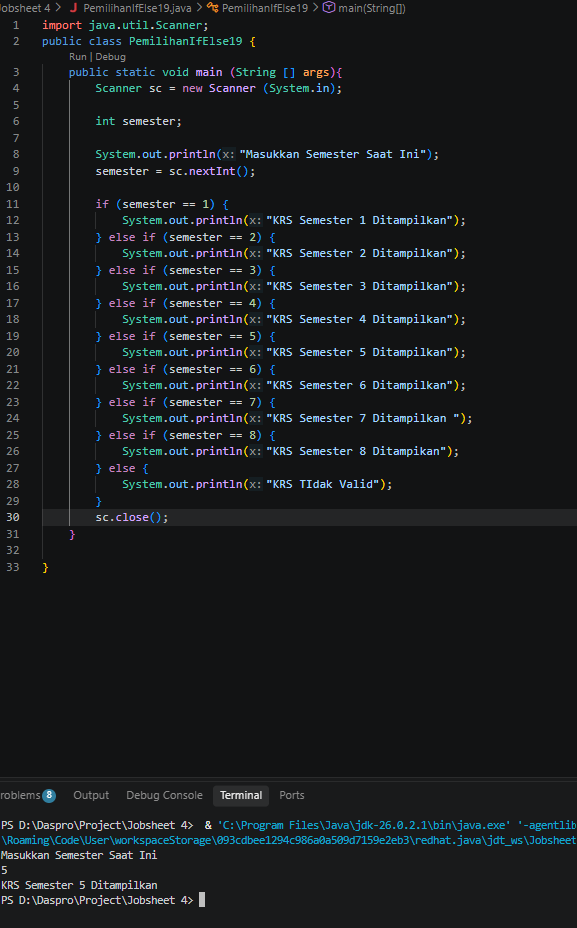 Jobsheet 4 > J PemilihanIfElse19.java > PemilihanIfElse19 > main(String[])
1 import java.util.Scanner;
2 public class PemilihanIfElse19 {
Run | Debug
3 public static void main (String [] args){
4 Scanner sc = new Scanner (System.in);
5
6 int semester;
7
8 System.out.println(x: "Masukkan Semester Saat Ini");
9 semester = sc.nextInt();
10
11 if (semester == 1) {
12 System.out.println(x: "KRS Semester 1 Ditampilkan");
13 } else if (semester == 2) {
14 System.out.println(x: "KRS Semester 2 Ditampilkan");
15 } else if (semester == 3) {
16 System.out.println(x: "KRS Semester 3 Ditampilkan");
17 } else if (semester == 4) {
18 System.out.println(x: "KRS Semester 4 Ditampilkan");
19 } else if (semester == 5) {
20 System.out.println(x: "KRS Semester 5 Ditampilkan");
21 } else if (semester == 6) {
22 System.out.println(x: "KRS Semester 6 Ditampilkan");
23 } else if (semester == 7) {
24 System.out.println(x: "KRS Semester 7 Ditampilkan ");
25 } else if (semester == 8) {
26 System.out.println(x: "KRS Semester 8 Ditampikan");
27 } else {
28 System.out.println(x: "KRS TIdak Valid");
29 }
30 sc.close();
31 }
32
33 }
roblems 8 Output Debug Console Terminal Ports
PS D:\Daspro\Project\Jobsheet 4> & 'C:\Program Files\Java\jdk-26.0.2.1\bin\java.exe' '-agentlib
\Roaming\Code\User\workspaceStorage\093cdbee1294c986a0a509d7159e2eb3\redhat.java\jdt_ws\Jobsheet
Masukkan Semester Saat Ini
5
KRS Semester 5 Ditampilkan
PS D:\Daspro\Project\Jobsheet 4>